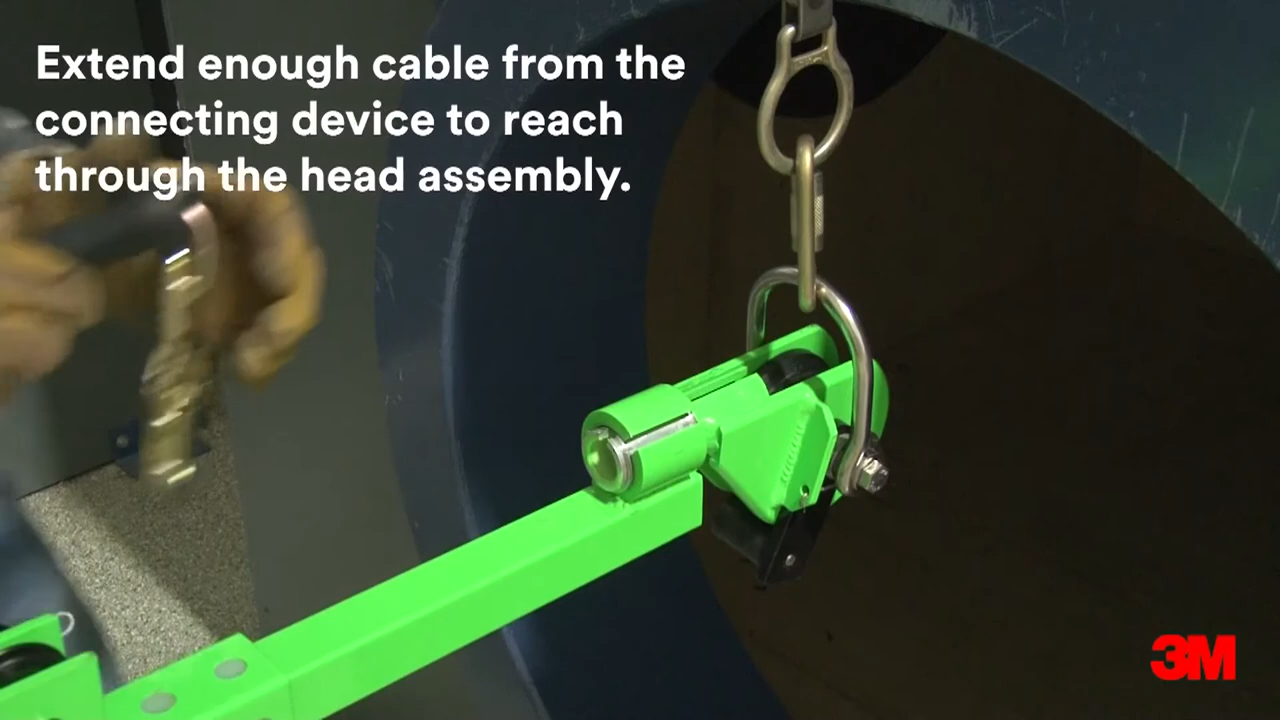 Extend enough cable from the
connecting device to reach
through the head assembly.
3M